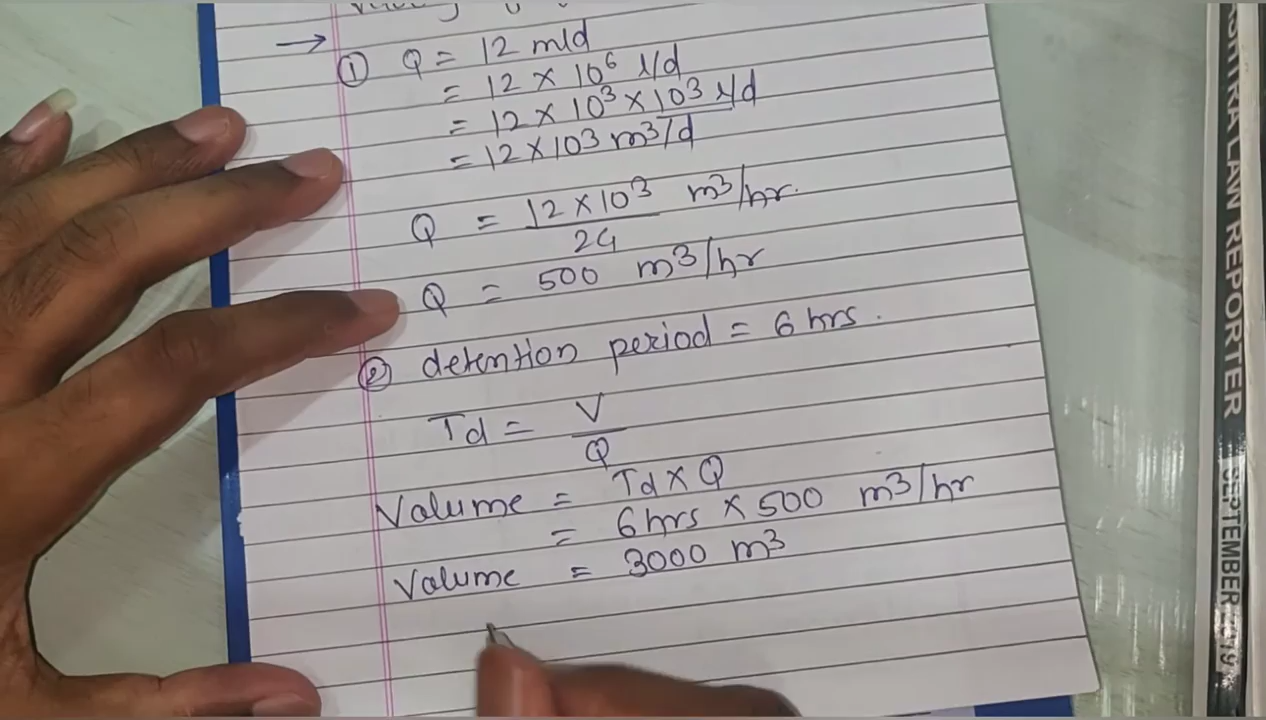 → ① Q = 12 mld
= 12 × 10⁶ l/d
= 12 × 10³ × 10³ l/d
= 12 × 10³ m³/d
Q = 12 × 10³ / 24 m³/hr.
Q = 500 m³/hr
② detention period = 6 hrs.
Td = V / Q
Volume = Td × Q
= 6 hrs × 500 m³/hr
Volume = 3000 m³
LAW REPORTER
SEPTEMBER